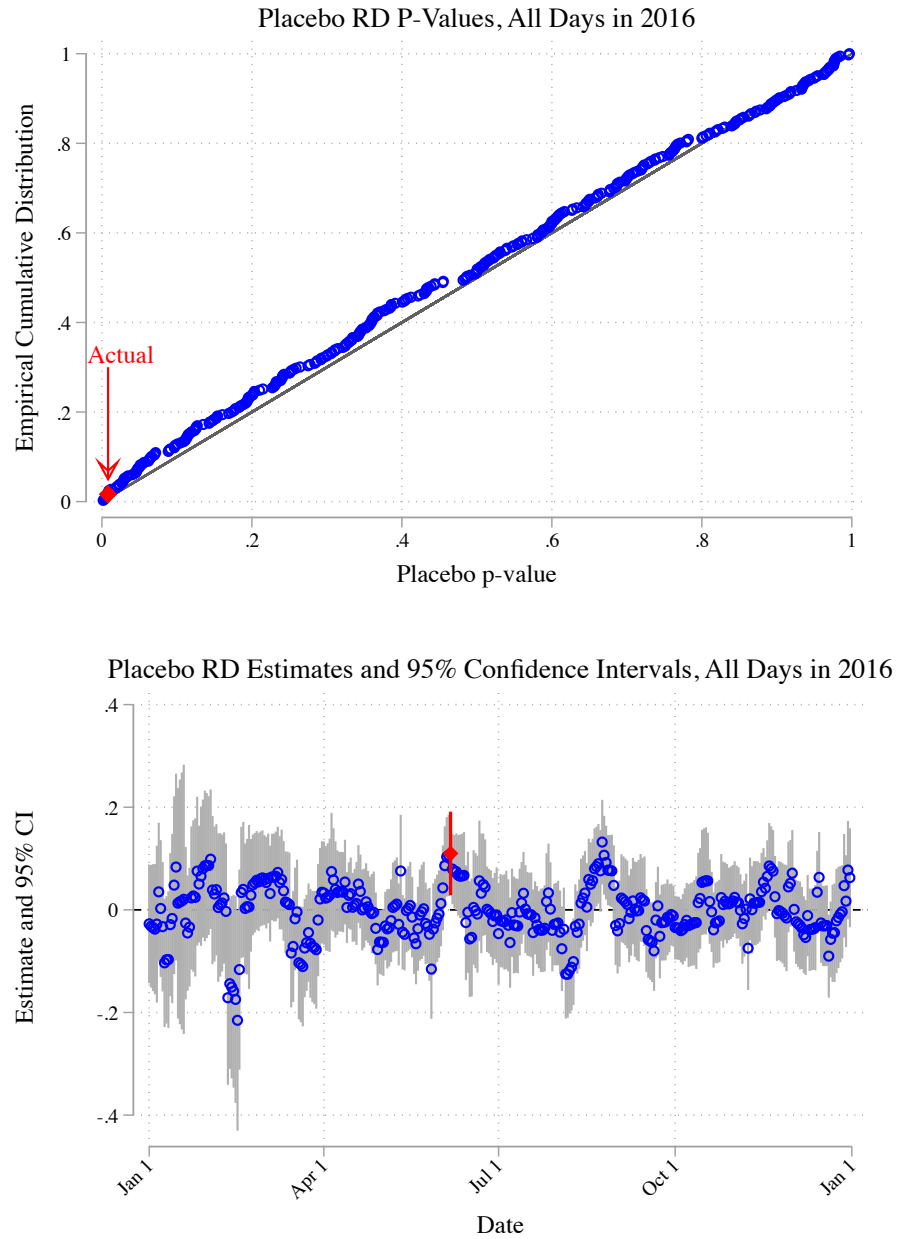 Placebo RD P-Values, All Days in 2016
Empirical Cumulative Distribution
1
.8
.6
.4
.2
0
Actual
0 .2 .4 .6 .8 1
Placebo p-value
Placebo RD Estimates and 95% Confidence Intervals, All Days in 2016
Estimate and 95% CI
.4
.2
0
-.2
-.4
Jan 1 Apr 1 Jul 1 Oct 1 Jan 1
Date